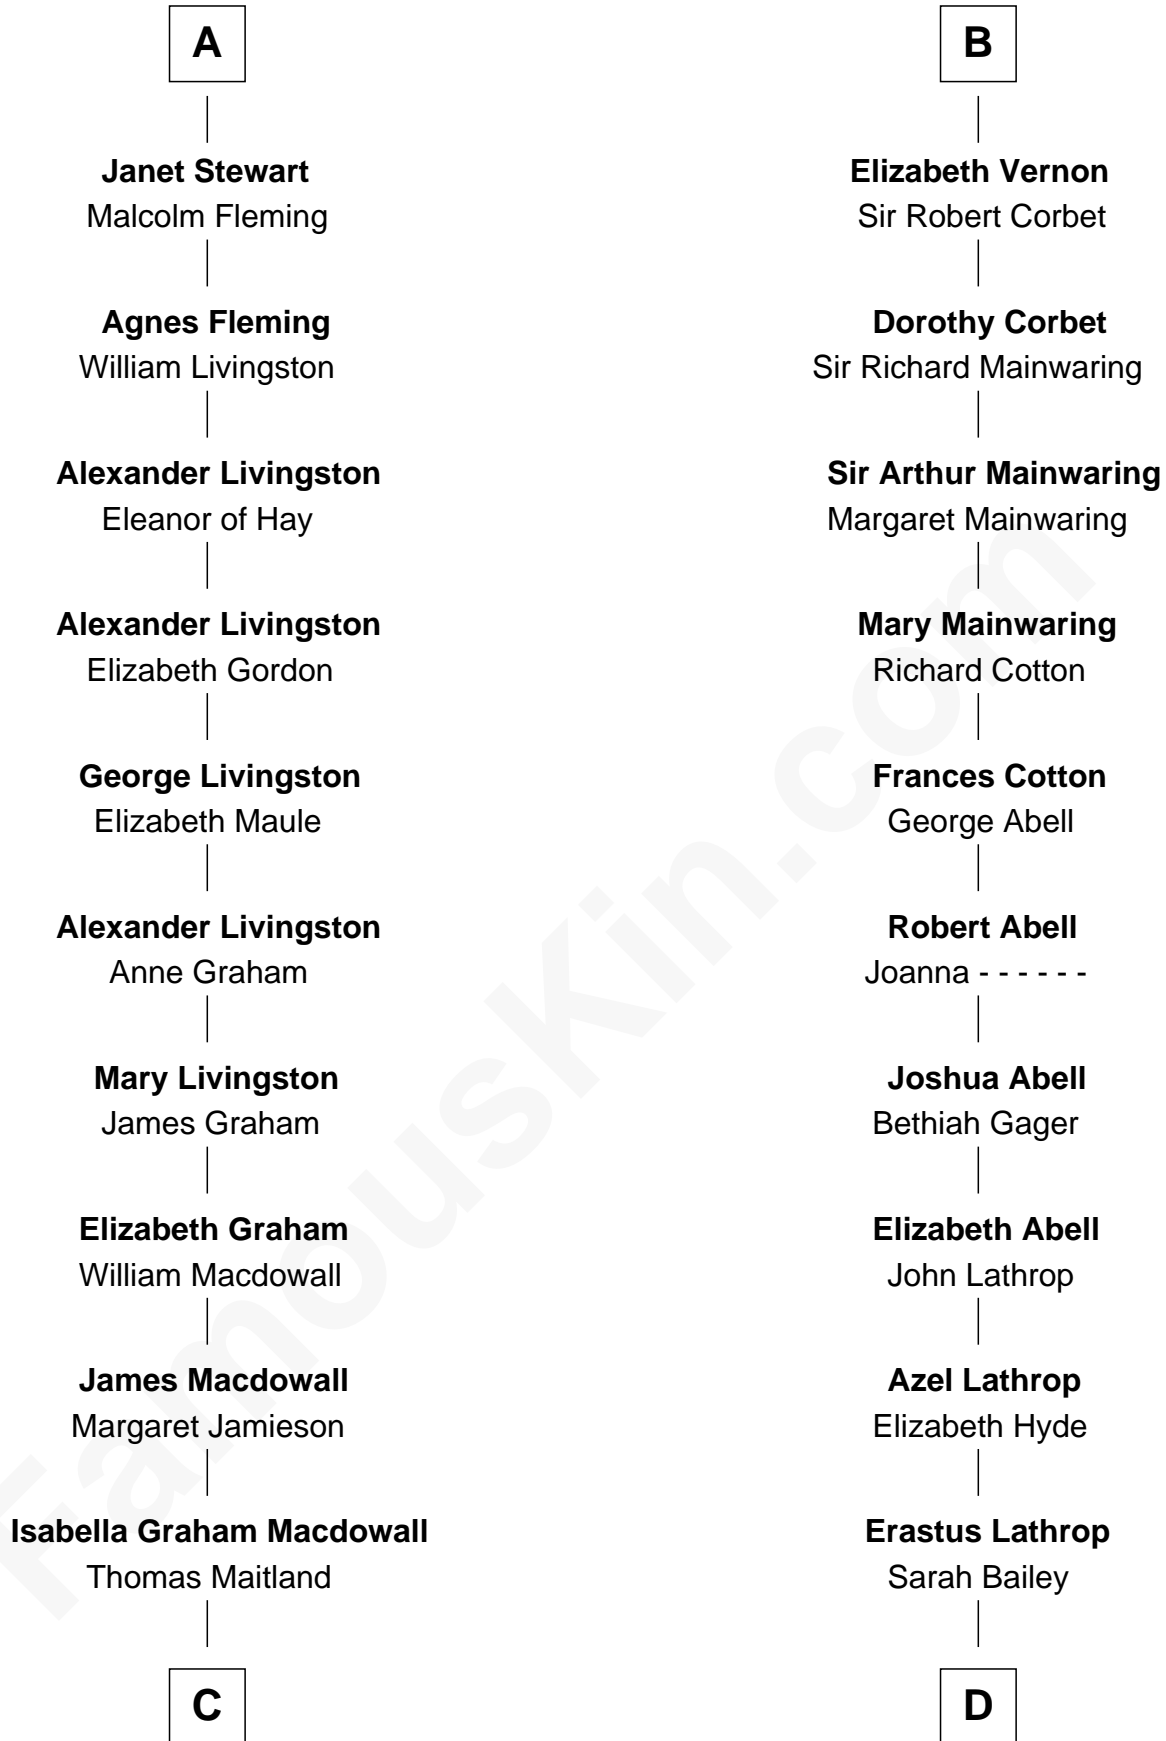 A
Janet Stewart
Malcolm Fleming
Agnes Fleming
William Livingston
Alexander Livingston
Eleanor of Hay
Alexander Livingston
Elizabeth Gordon
George Livingston
Elizabeth Maule
Alexander Livingston
Anne Graham
Mary Livingston
James Graham
Elizabeth Graham
William Macdowall
James Macdowall
Margaret Jamieson
Isabella Graham Macdowall
Thomas Maitland
C
B
Elizabeth Vernon
Sir Robert Corbet
Dorothy Corbet
Sir Richard Mainwaring
Sir Arthur Mainwaring
Margaret Mainwaring
Mary Mainwaring
Richard Cotton
Frances Cotton
George Abell
Robert Abell
Joanna - - - - - -
Joshua Abell
Bethiah Gager
Elizabeth Abell
John Lathrop
Azel Lathrop
Elizabeth Hyde
Erastus Lathrop
Sarah Bailey
D
FamousKin.com